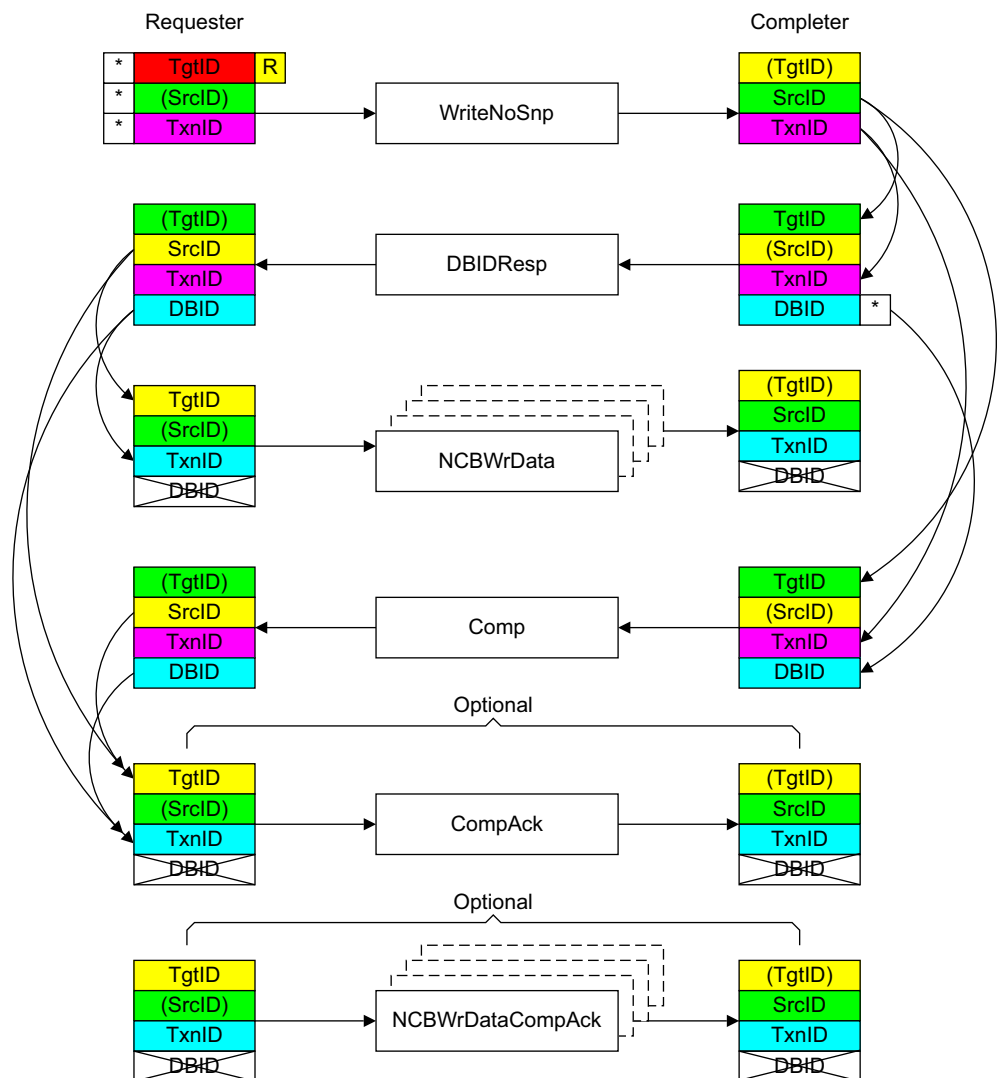 Requester Completer
* TgtID R (TgtID)
* (SrcID) SrcID
* TxnID WriteNoSnp TxnID
(TgtID) TgtID
SrcID DBIDResp (SrcID)
TxnID TxnID
DBID DBID *
TgtID (TgtID)
(SrcID) SrcID
TxnID NCBWrData TxnID
DBID DBID
(TgtID) TgtID
SrcID Comp (SrcID)
TxnID TxnID
DBID DBID
Optional
TgtID (TgtID)
(SrcID) CompAck SrcID
TxnID TxnID
DBID DBID
Optional
TgtID (TgtID)
(SrcID) NCBWrDataCompAck SrcID
TxnID TxnID
DBID DBID